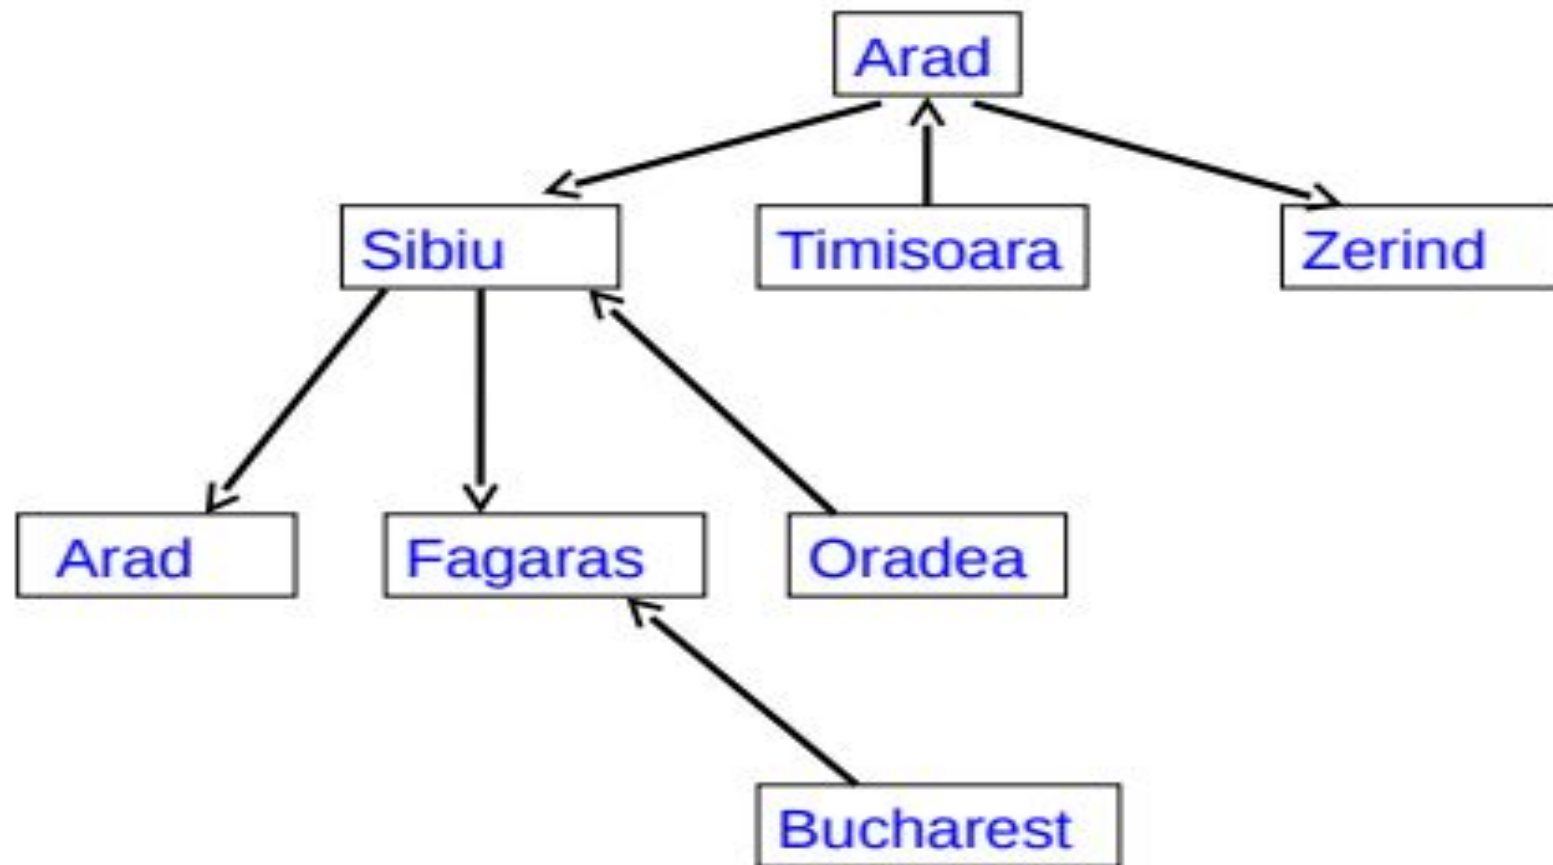 Arad
Sibiu
Timisoara
Zerind
Arad
Fagaras
Oradea
Bucharest